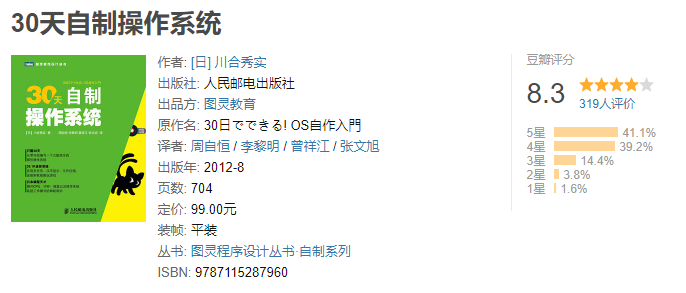 30天自制操作系统
30天 自制
操作系统
人民邮电出版社
作者: [日] 川合秀实
出版社: 人民邮电出版社
出品方: 图灵教育
原作名: 30日でできる! OS自作入門
译者: 周自恒 / 李黎明 / 曾祥江 / 张文旭
出版年: 2012-8
页数: 704
定价: 99.00元
装帧: 平装
丛书: 图灵程序设计丛书·自制系列
ISBN: 9787115287960
豆瓣评分
8.3
319人评价
5星 41.1%
4星 39.2%
3星 14.4%
2星 3.8%
1星 1.6%